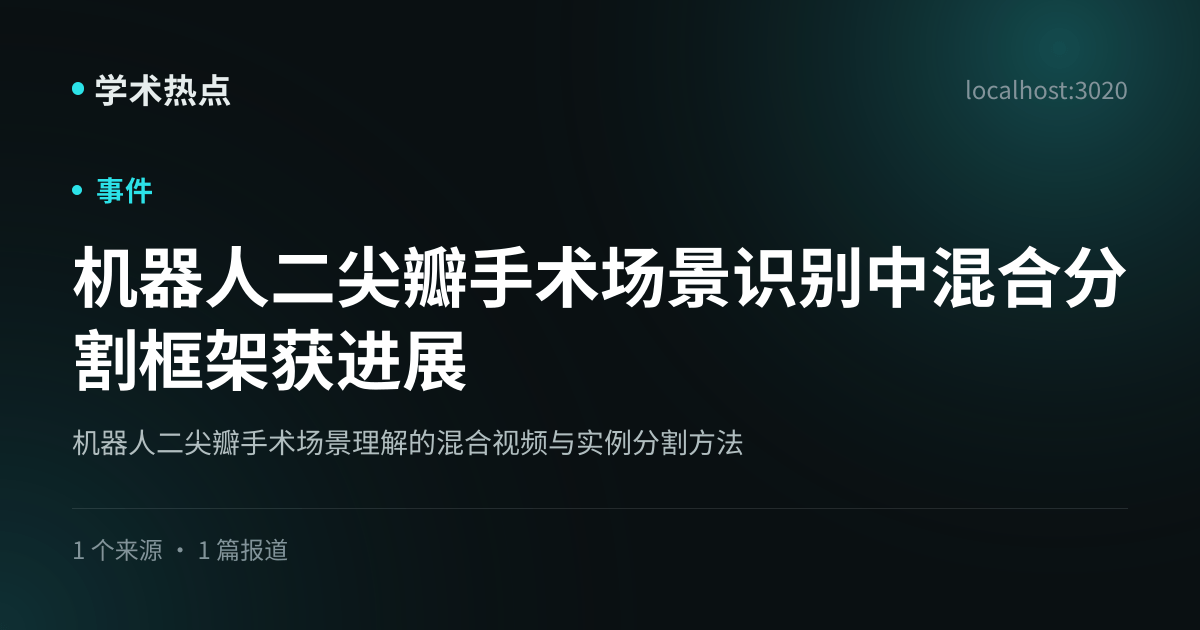 学术热点
localhost:3020
事件
机器人二尖瓣手术场景识别中混合分
割框架获进展
机器人二尖瓣手术场景理解的混合视频与实例分割方法
1 个来源 · 1 篇报道